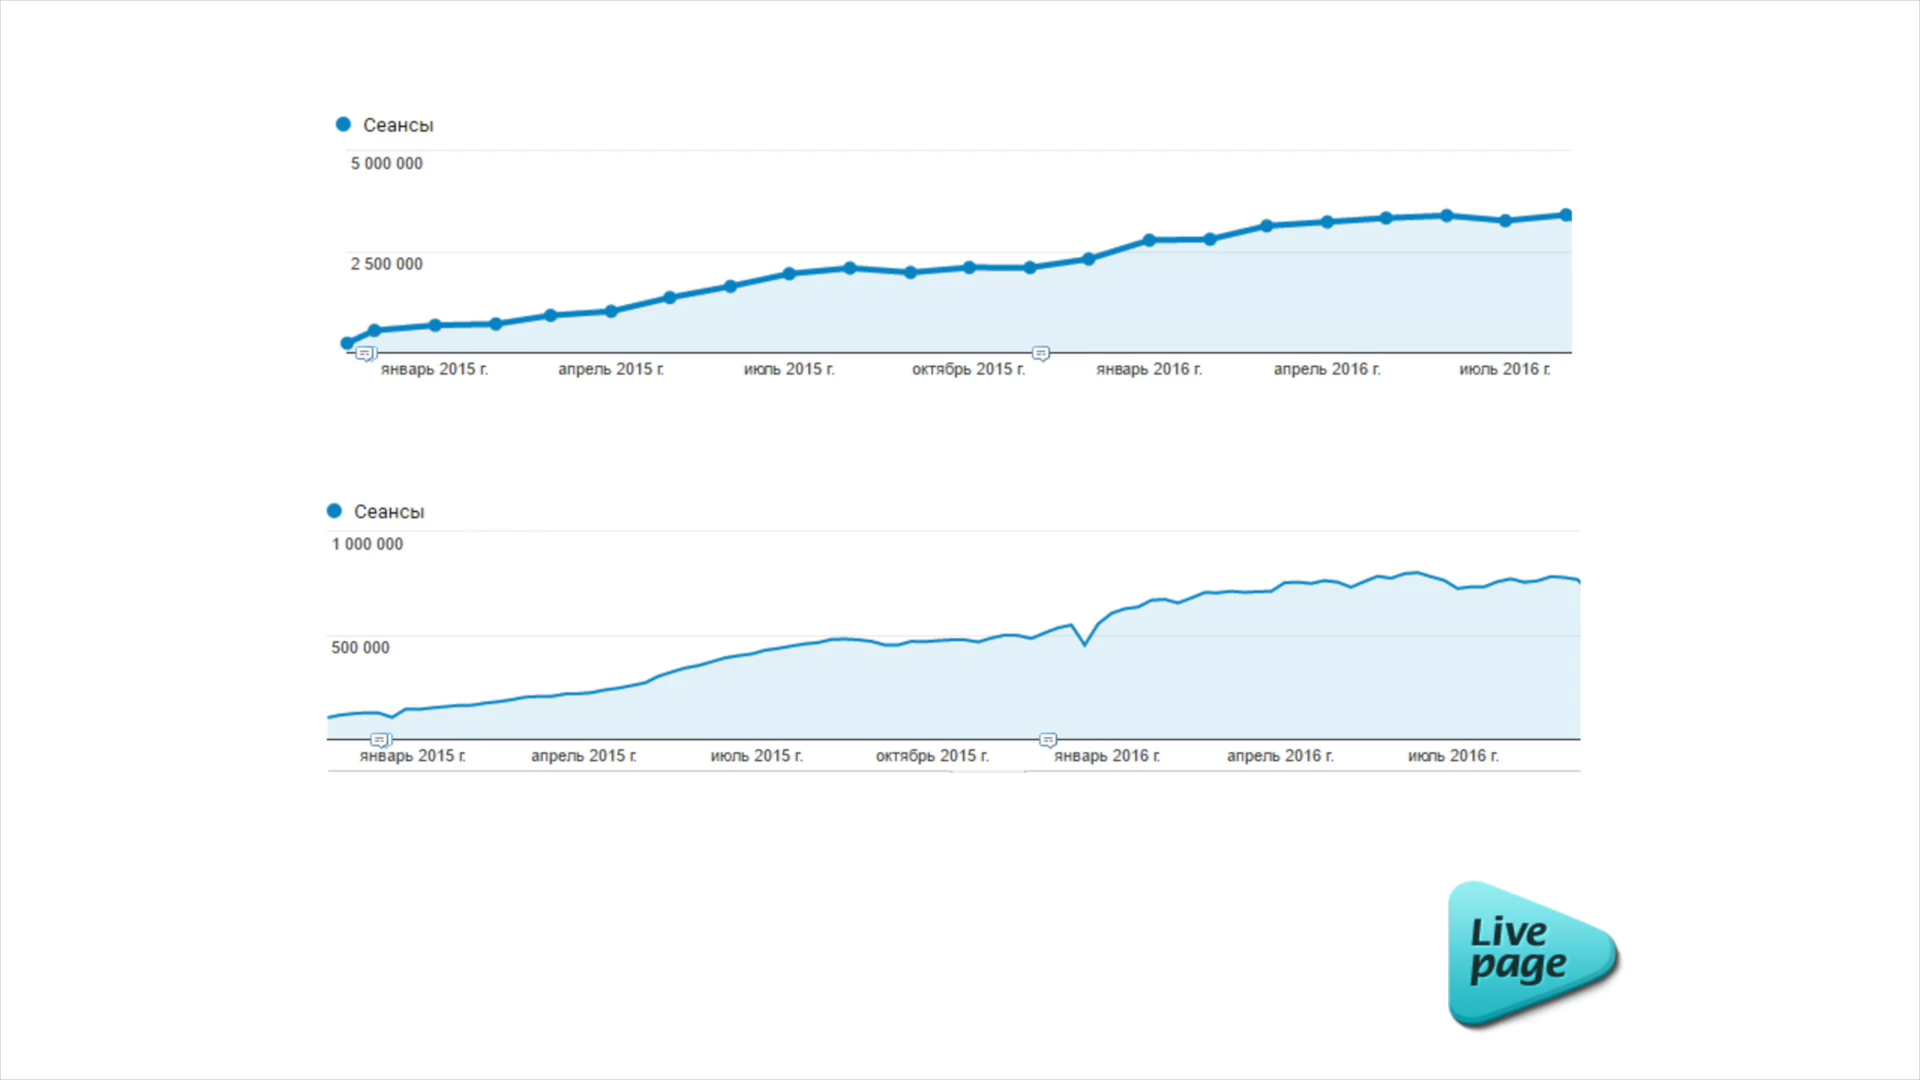 Сеансы
5 000 000
2 500 000
январь 2015 г. апрель 2015 г. июль 2015 г. октябрь 2015 г. январь 2016 г. апрель 2016 г. июль 2016 г.
Сеансы
1 000 000
500 000
январь 2015 г. апрель 2015 г. июль 2015 г. октябрь 2015 г. январь 2016 г. апрель 2016 г. июль 2016 г.
Live
page